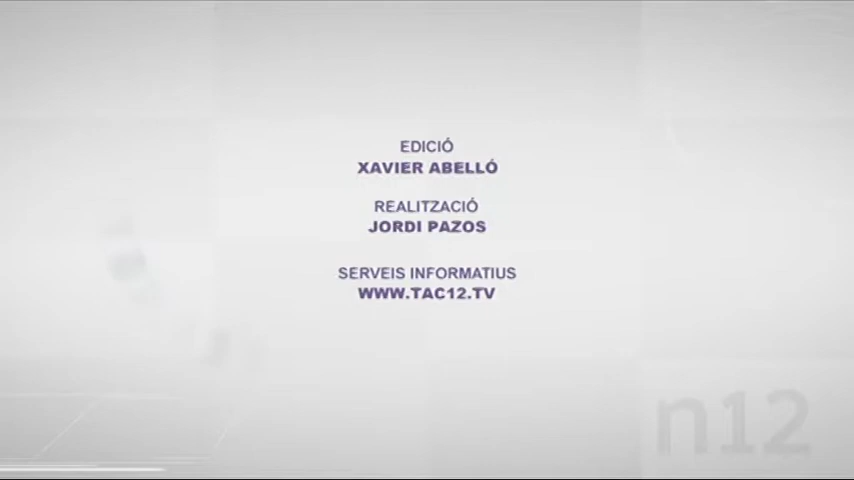 EDICIÓ
XAVIER ABELLÓ
REALITZACIÓ
JORDI PAZOS
SERVEIS INFORMATIUS
WWW.TAC12.TV
n12